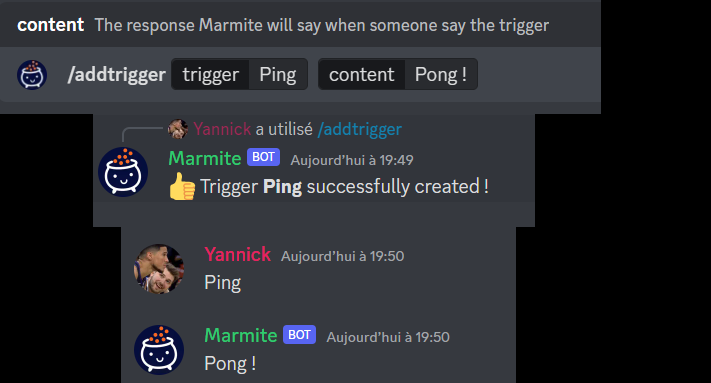 content The response Marmite will say when someone say the trigger
/addtrigger trigger Ping content Pong !
Yannick a utilisé /addtrigger
Marmite BOT Aujourd'hui à 19:49
👍 Trigger Ping successfully created !
Yannick Aujourd'hui à 19:50
Ping
Marmite BOT Aujourd'hui à 19:50
Pong !